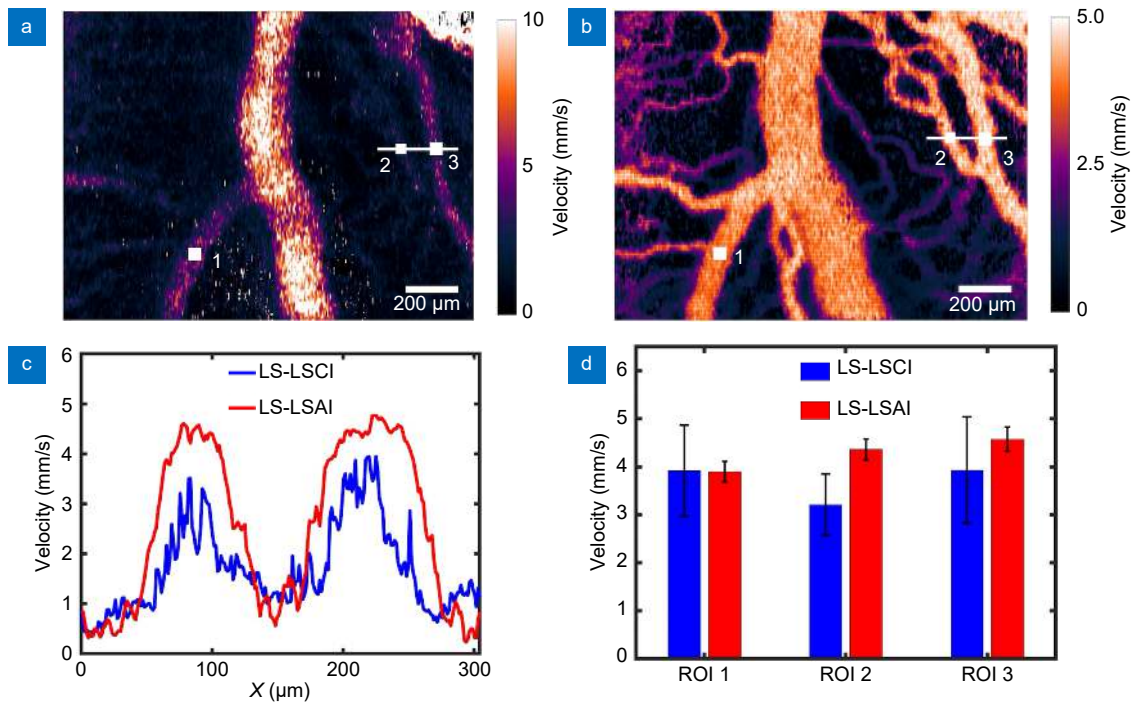 a
10
5
0
Velocity (mm/s)
2
3
1
200 µm
b
5.0
2.5
0
Velocity (mm/s)
2
3
1
200 µm
c
6
5
4
3
2
1
0
Velocity (mm/s)
LS-LSCI
LS-LSAI
0
100
200
300
X (µm)
d
6
5
4
3
2
1
0
Velocity (mm/s)
LS-LSCI
LS-LSAI
ROI 1
ROI 2
ROI 3